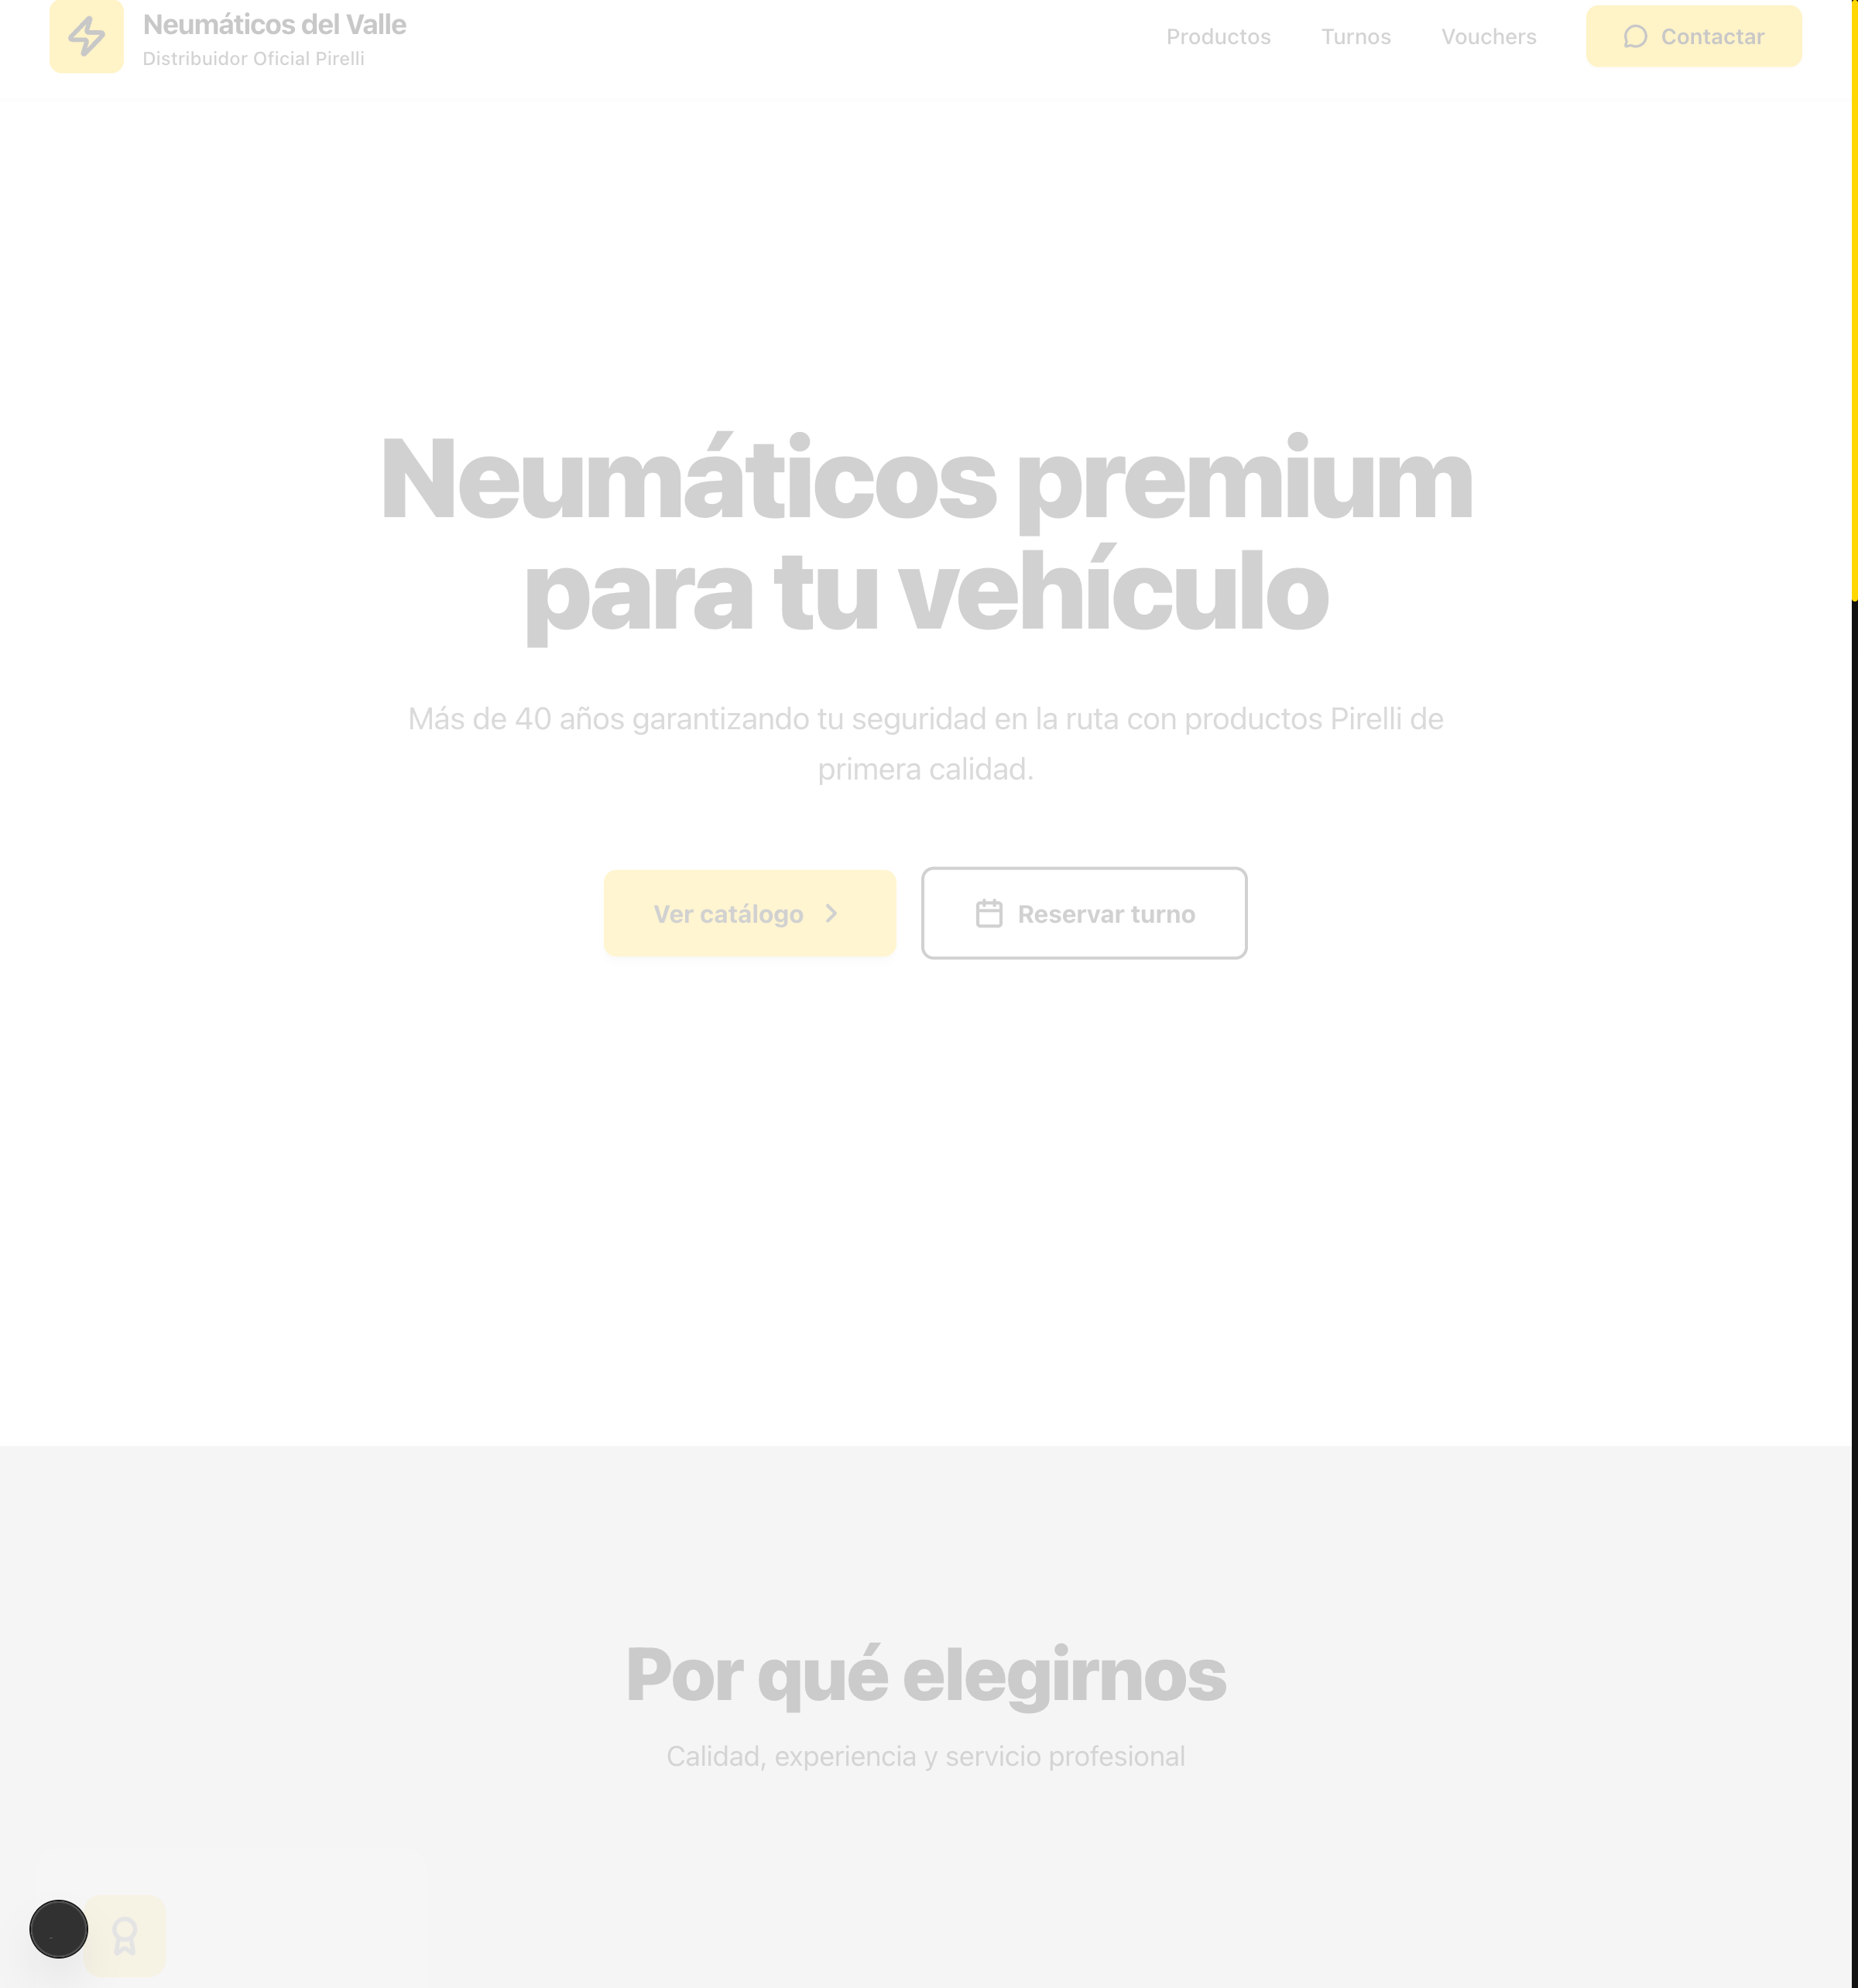 Neumáticos del Valle
Distribuidor Oficial Pirelli
Productos
Turnos
Vouchers
Contactar
Neumáticos premium
para tu vehículo
Más de 40 años garantizando tu seguridad en la ruta con productos Pirelli de
primera calidad.
Ver catálogo
Reservar turno
Por qué elegirnos
Calidad, experiencia y servicio profesional